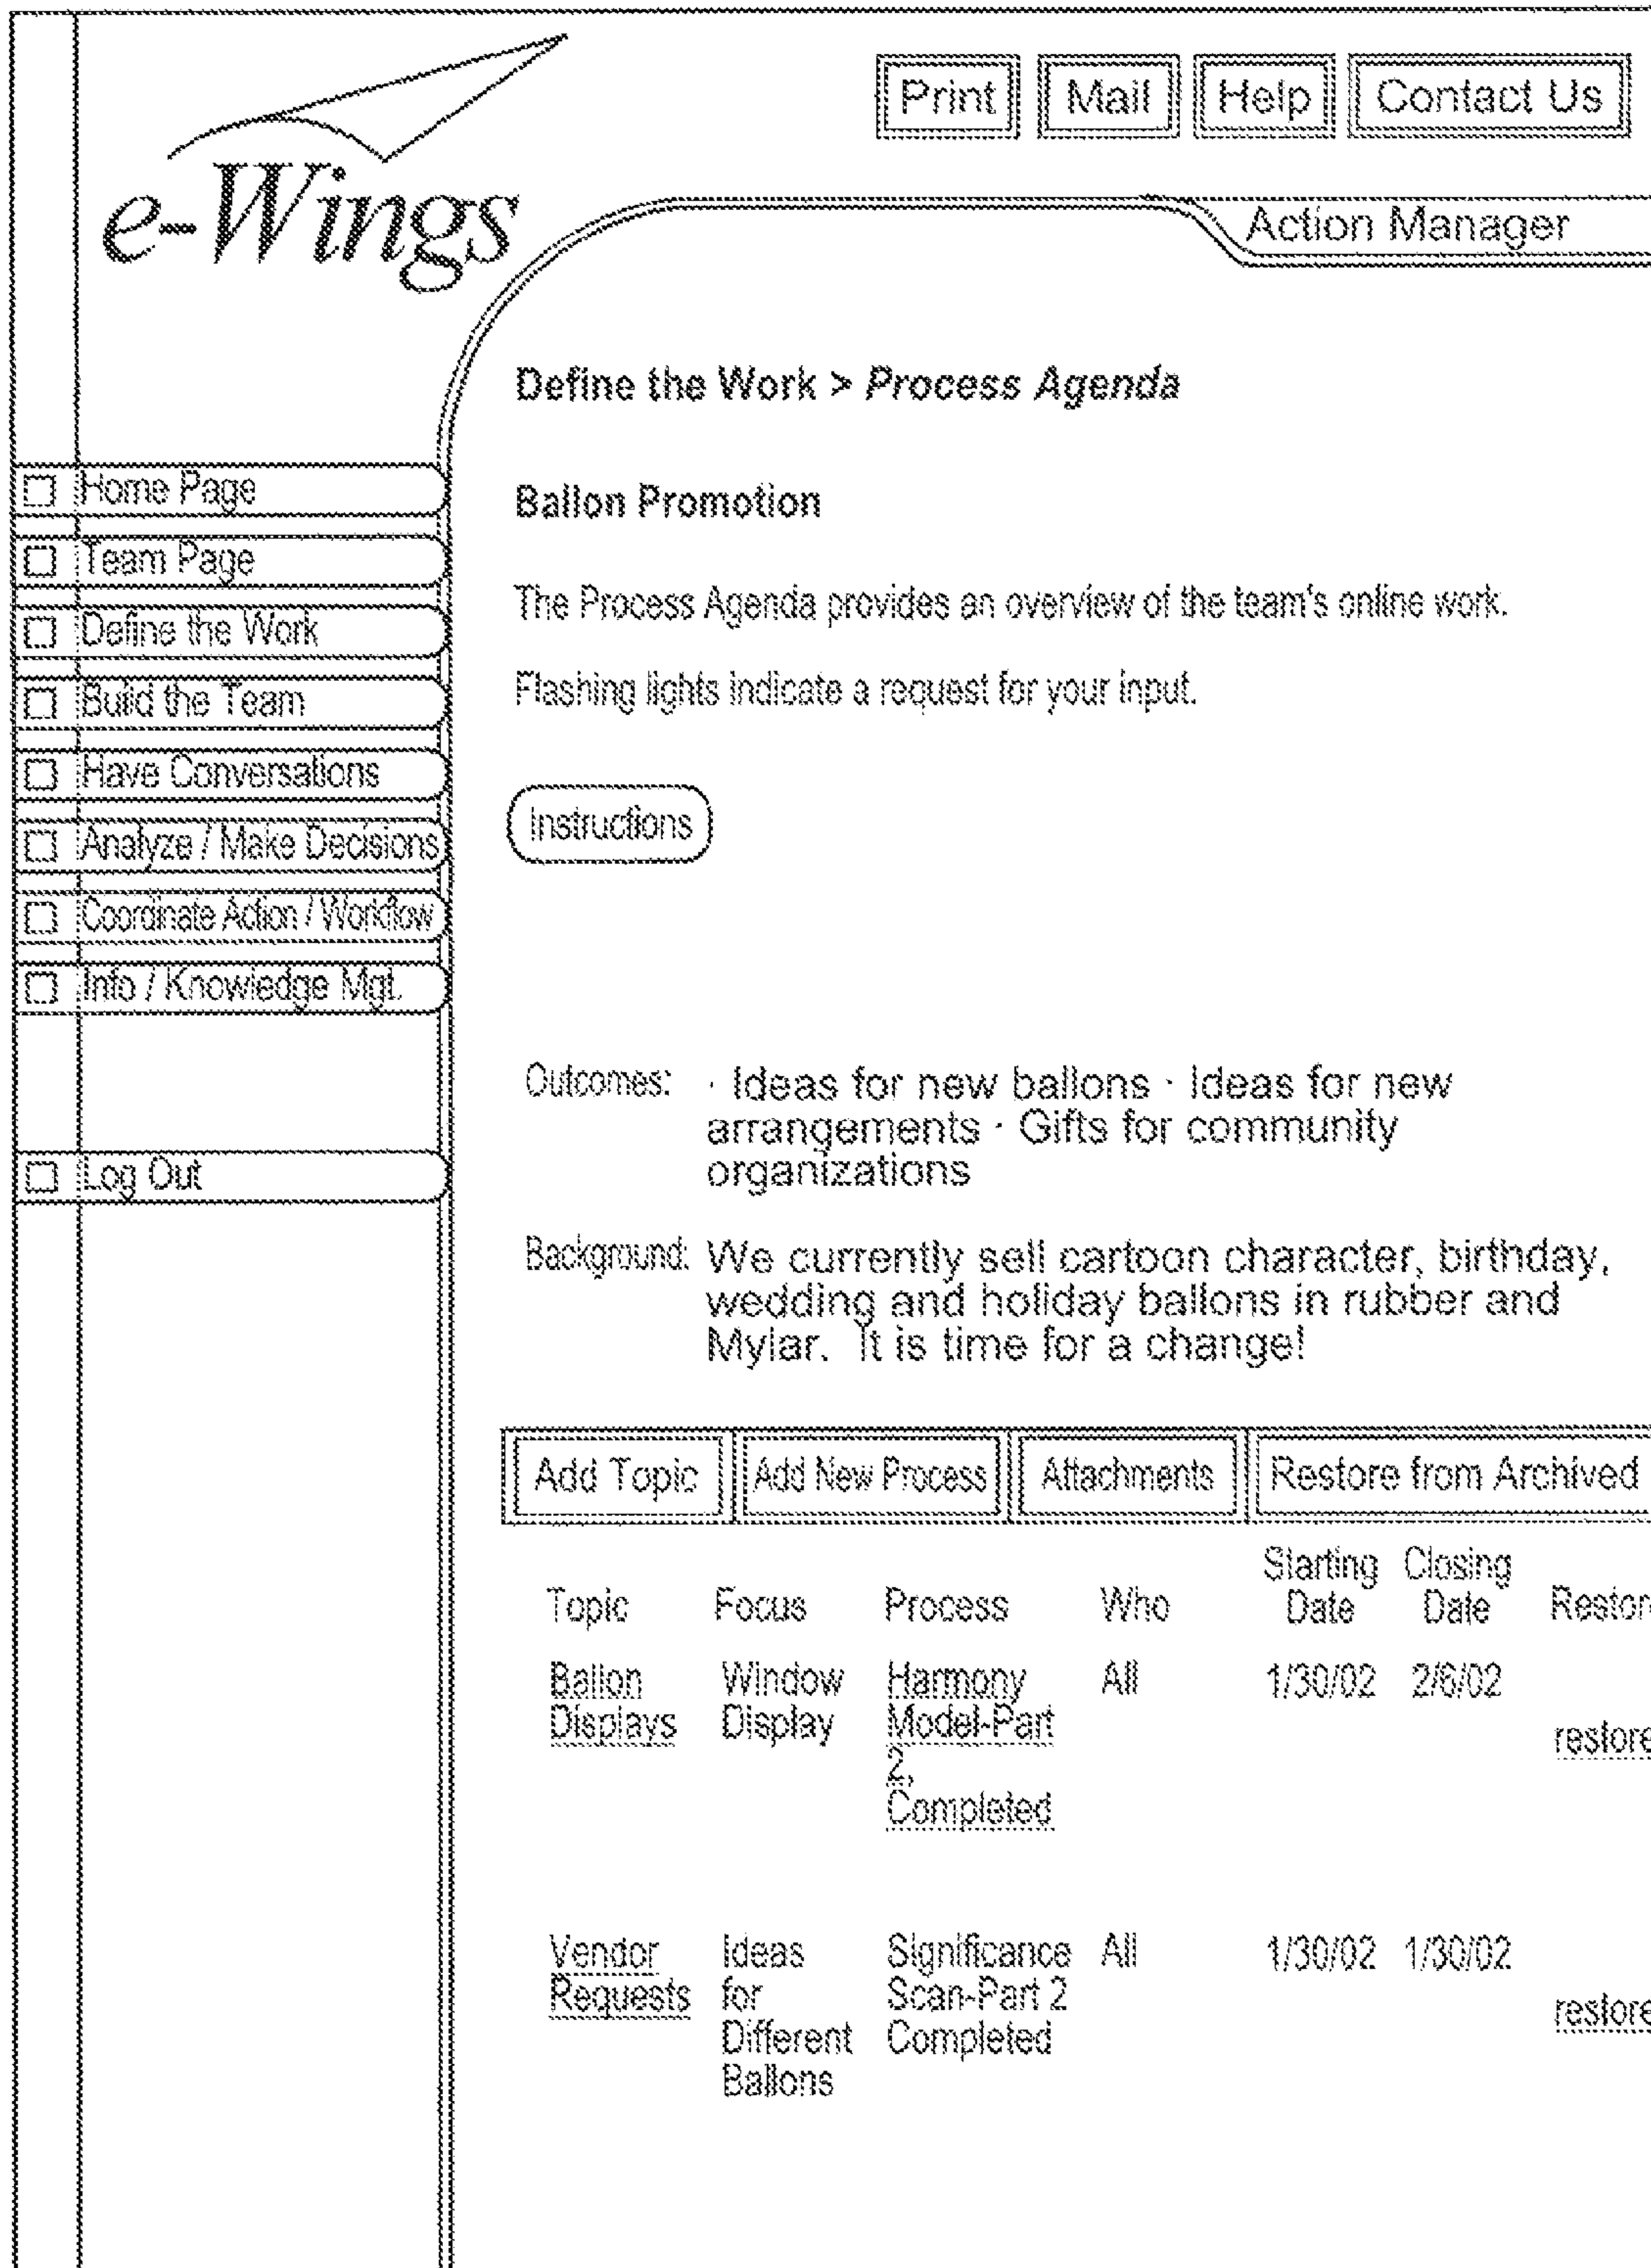 Print Mail Help Contact Us
e-Wings
Action Manager
Define the Work > Process Agenda
Home Page
Team Page
Define the Work
Build the Team
Have Conversations
Analyze / Make Decisions
Coordinate Action / Workflow
Info / Knowledge Mgt.
Log Out
Ballon Promotion
The Process Agenda provides an overview of the team's online work.
Flashing lights indicate a request for your input.
Instructions
Outcomes: · Ideas for new ballons · Ideas for new
arrangements · Gifts for community
organizations
Background: We currently sell cartoon character, birthday,
wedding and holiday ballons in rubber and
Mylar. It is time for a change!
Add Topic Add New Process Attachments Restore from Archived
Starting Closing
Topic Focus Process Who Date Date Restor
Ballon Window Harmony All 1/30/02 2/6/02
Displays Display Model-Part
restore
2,
Completed
Vendor Ideas Significance All 1/30/02 1/30/02
Requests for Scan-Part 2
restore
Different Completed
Ballons